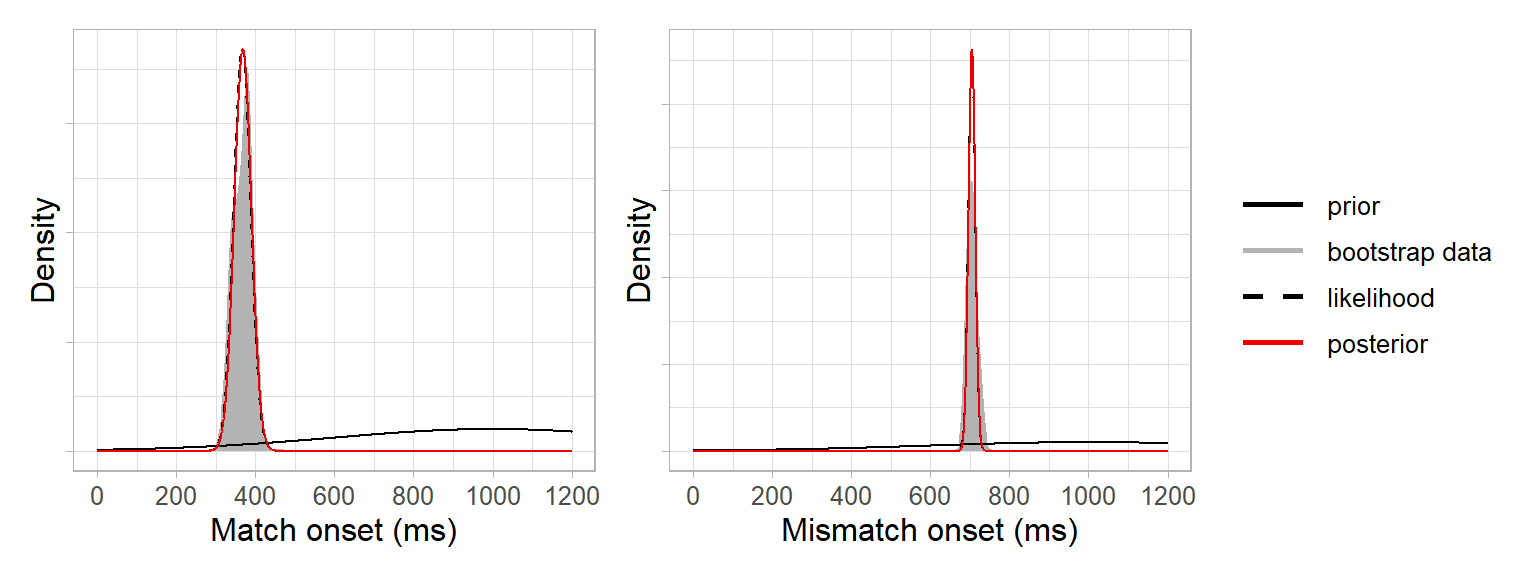 Density
0 200 400 600 800 1000 1200
Match onset (ms)
Density
0 200 400 600 800 1000 1200
Mismatch onset (ms)
prior
bootstrap data
likelihood
posterior